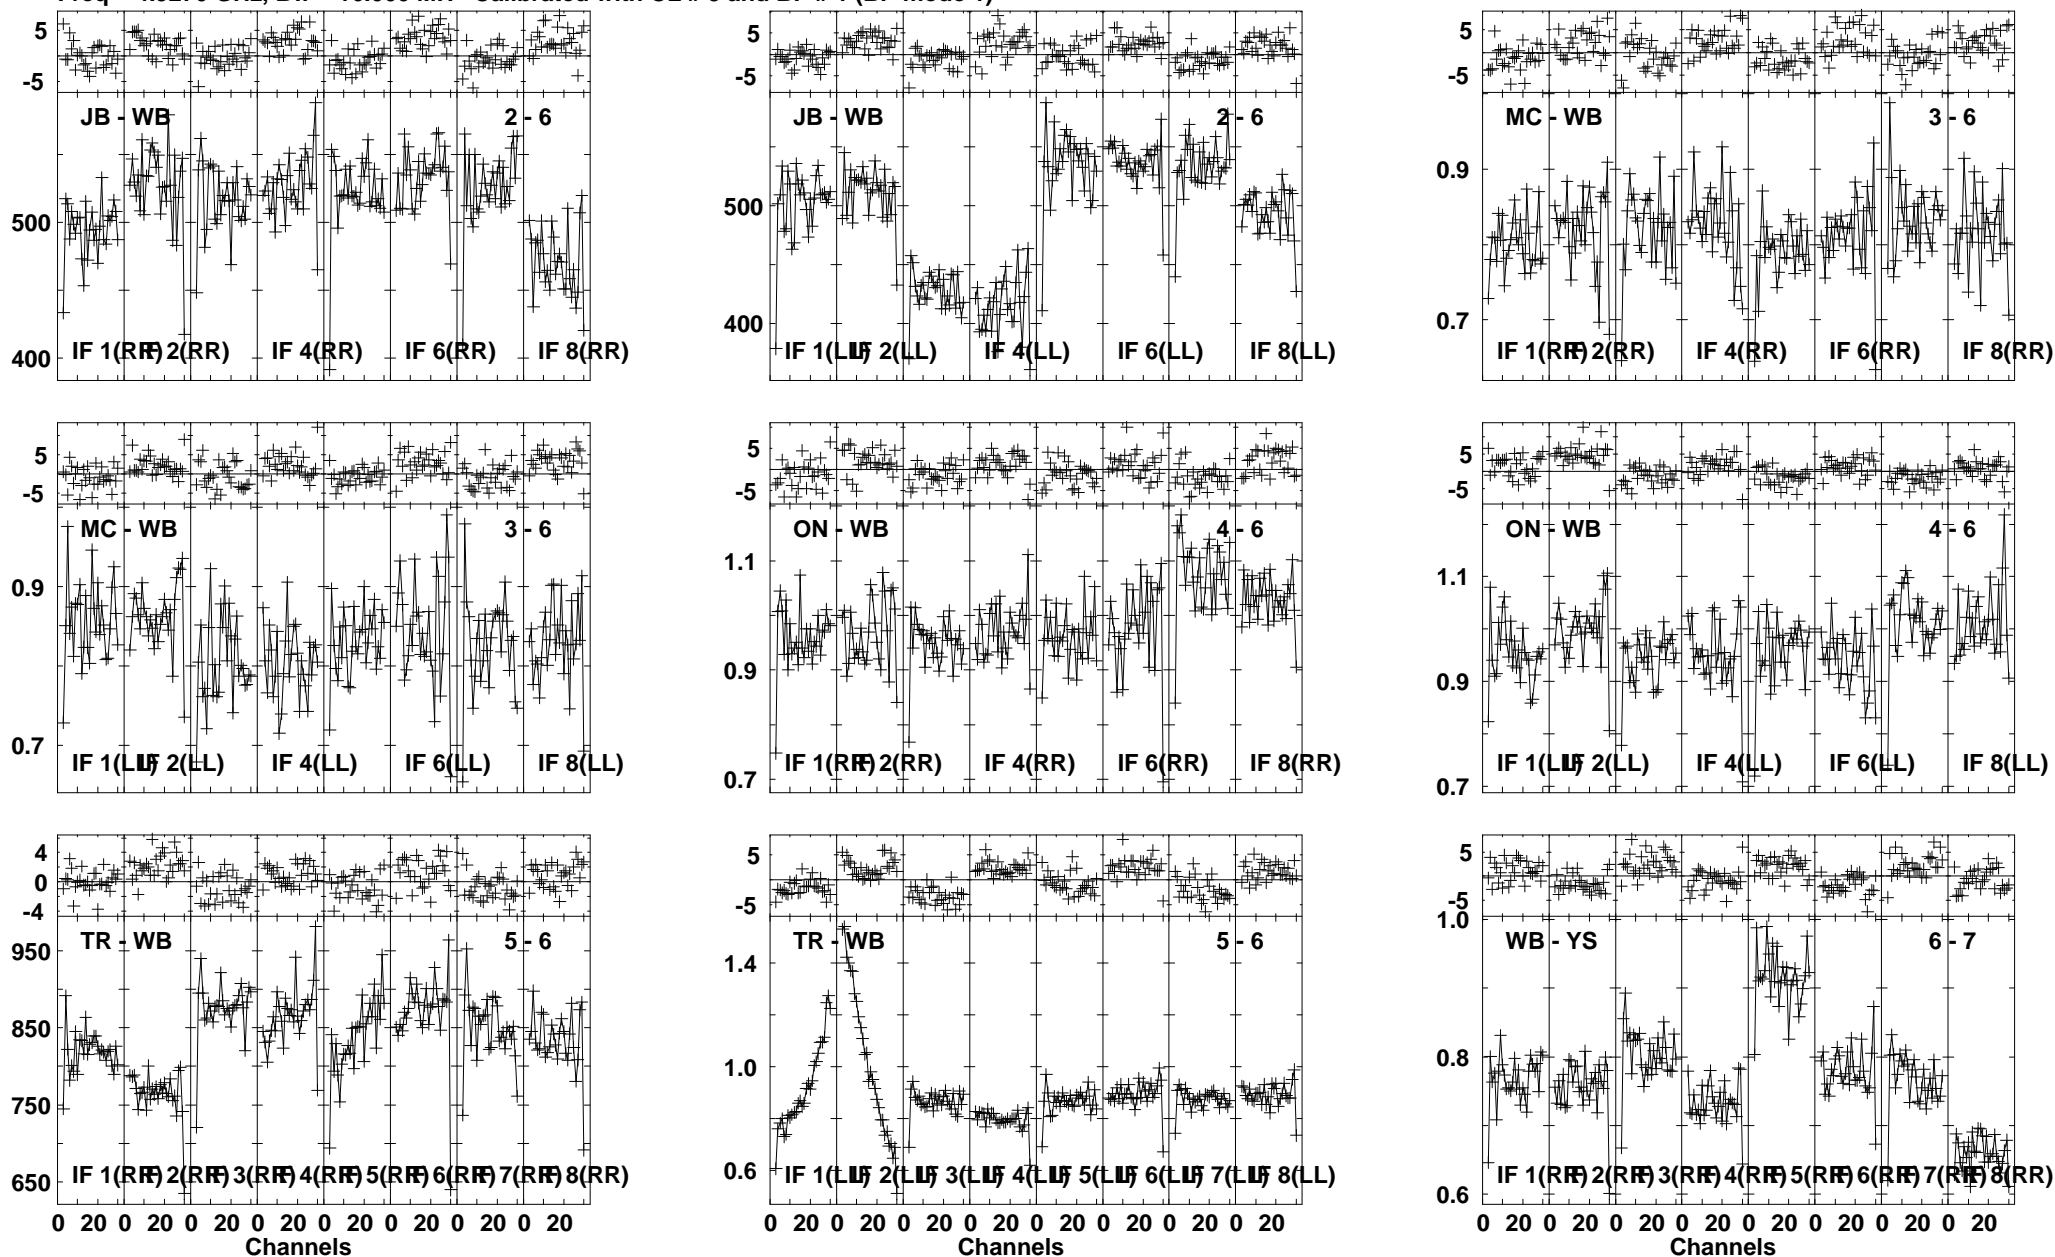 5
-5
JB - WB 2 - 6
500
400
IF 1(RR) IF 2(RR) IF 4(RR) IF 6(RR) IF 8(RR)
5
-5
JB - WB 2 - 6
500
400
IF 1(LL) IF 2(LL) IF 4(LL) IF 6(LL) IF 8(LL)
5
-5
MC - WB 3 - 6
0.9
0.7
IF 1(RR) IF 2(RR) IF 4(RR) IF 6(RR) IF 8(RR)
5
-5
MC - WB 3 - 6
0.9
0.7
IF 1(LL) IF 2(LL) IF 4(LL) IF 6(LL) IF 8(LL)
5
-5
ON - WB 4 - 6
1.1
0.9
0.7
IF 1(RR) IF 2(RR) IF 4(RR) IF 6(RR) IF 8(RR)
5
-5
ON - WB 4 - 6
1.1
0.9
0.7
IF 1(LL) IF 2(LL) IF 4(LL) IF 6(LL) IF 8(LL)
4
0
-4
TR - WB 5 - 6
950
850
750
650
IF 1(RR) IF 2(RR) IF 3(RR) IF 4(RR) IF 5(RR) IF 6(RR) IF 7(RR) IF 8(RR)
0 20 0 20 0 20 0 20 0 20 0 20 0 20 0 20
Channels
5
-5
TR - WB 5 - 6
1.4
1.0
0.6
IF 1(LL) IF 2(LL) IF 3(LL) IF 4(LL) IF 5(LL) IF 6(LL) IF 7(LL) IF 8(LL)
0 20 0 20 0 20 0 20 0 20 0 20 0 20 0 20
Channels
5
-5
WB - YS 6 - 7
1.0
0.8
0.6
IF 1(RR) IF 2(RR) IF 3(RR) IF 4(RR) IF 5(RR) IF 6(RR) IF 7(RR) IF 8(RR)
0 20 0 20 0 20 0 20 0 20 0 20 0 20 0 20
Channels